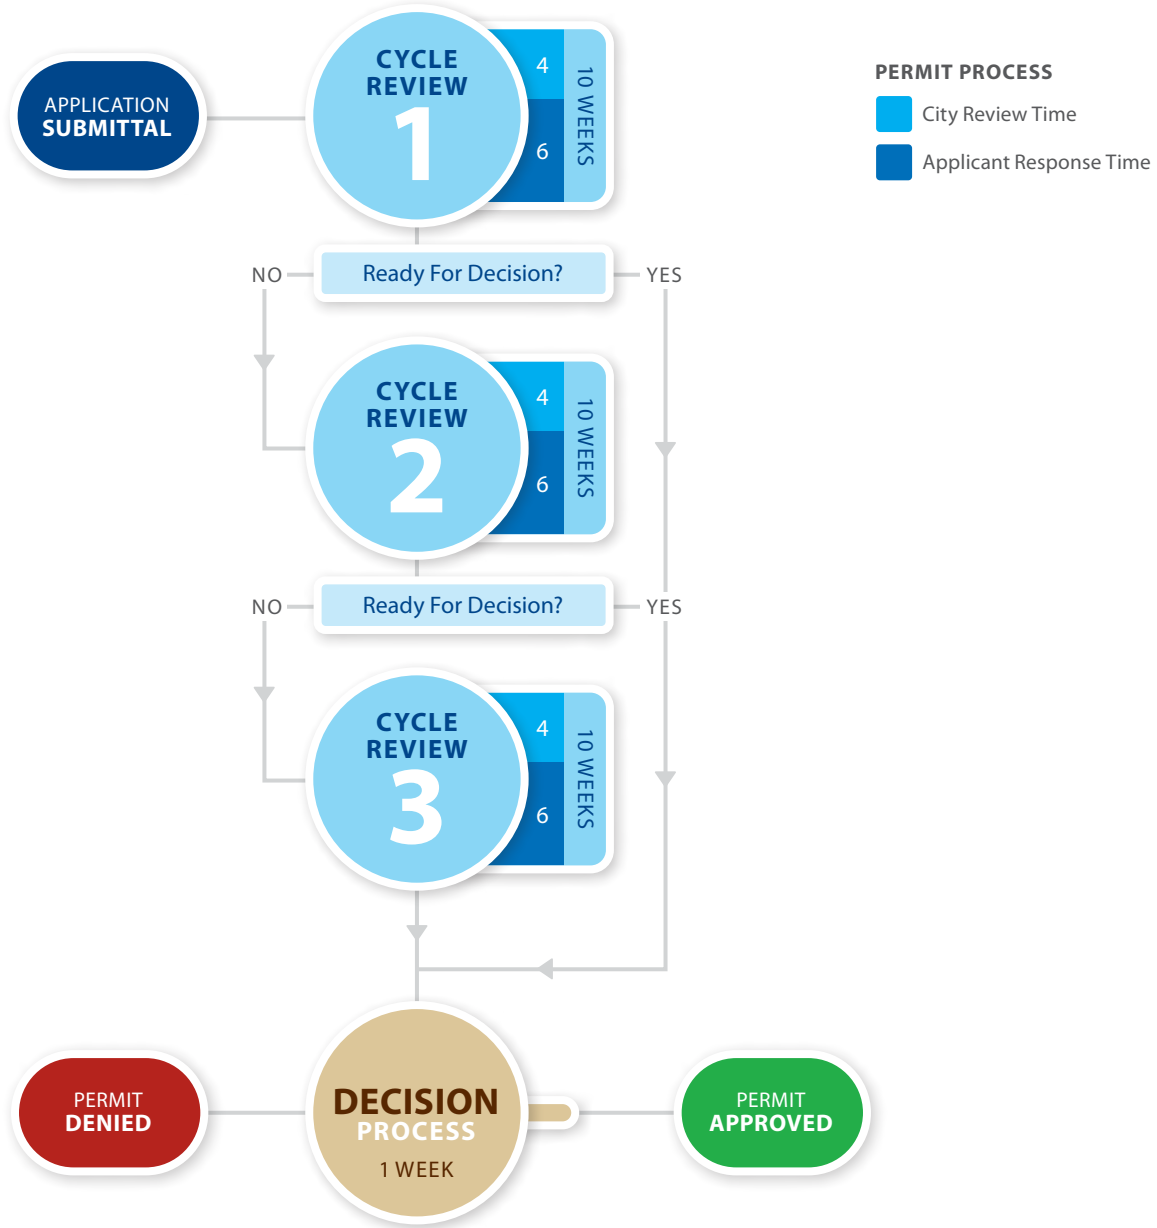 APPLICATION
SUBMITTAL
CYCLE
REVIEW
1
4
6
10 WEEKS
PERMIT PROCESS
City Review Time
Applicant Response Time
NO
Ready For Decision?
YES
CYCLE
REVIEW
2
4
6
10 WEEKS
NO
Ready For Decision?
YES
CYCLE
REVIEW
3
4
6
10 WEEKS
PERMIT
DENIED
DECISION
PROCESS
1 WEEK
PERMIT
APPROVED